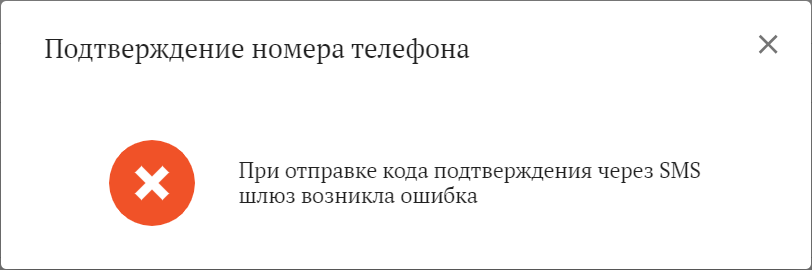 Подтверждение номера телефона
При отправке кода подтверждения через SMS
шлюз возникла ошибка